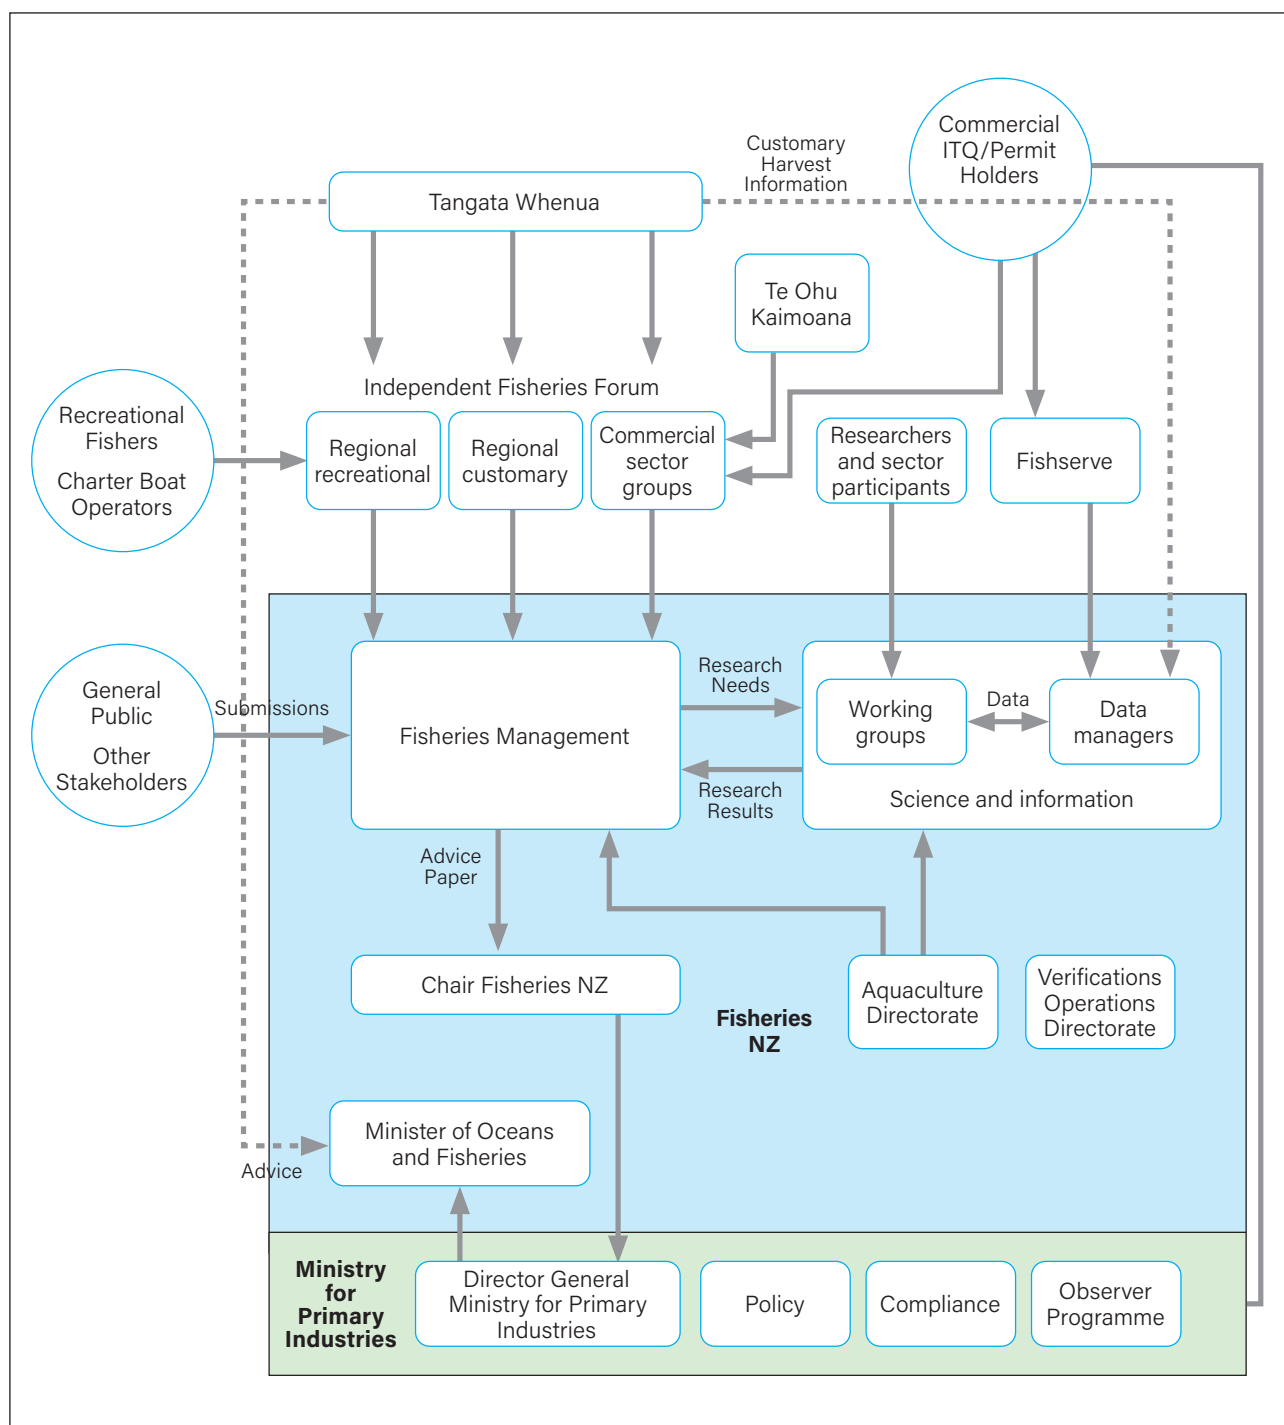 Commercial
ITQ/Permit
Holders
Customary
Harvest
Information
Tangata Whenua
Te Ohu
Kaimoana
Independent Fisheries Forum
Recreational
Fishers
Charter Boat
Operators
Regional
recreational
Regional
customary
Commercial
sector
groups
Researchers
and sector
participants
Fishserve
General
Public
Other
Stakeholders
Submissions
Fisheries Management
Research
Needs
Research
Results
Working
groups
Data
Data
managers
Science and information
Advice
Paper
Chair Fisheries NZ
Fisheries
NZ
Aquaculture
Directorate
Verifications
Operations
Directorate
Minister of Oceans
and Fisheries
Advice
Ministry
for
Primary
Industries
Director General
Ministry for Primary
Industries
Policy
Compliance
Observer
Programme